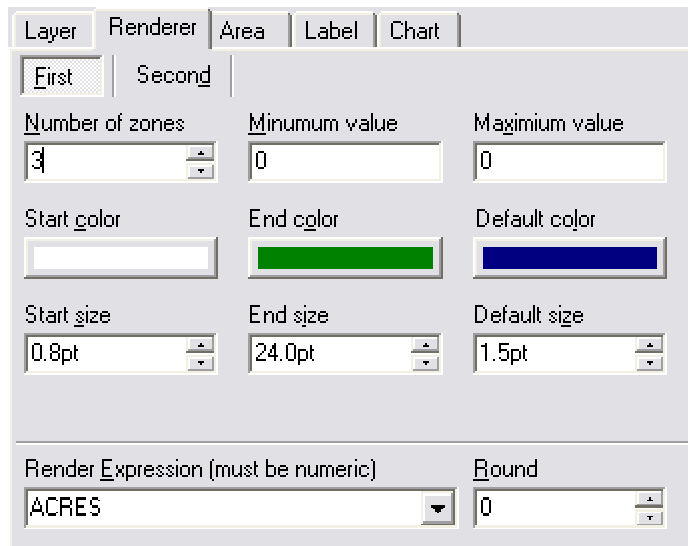 Layer Renderer Area Label Chart
First Second
Number of zones Minumum value Maximium value
3 0 0
Start color End color Default color
Start size End size Default size
0.8pt 24.0pt 1.5pt
Render Expression (must be numeric) Round
ACRES 0